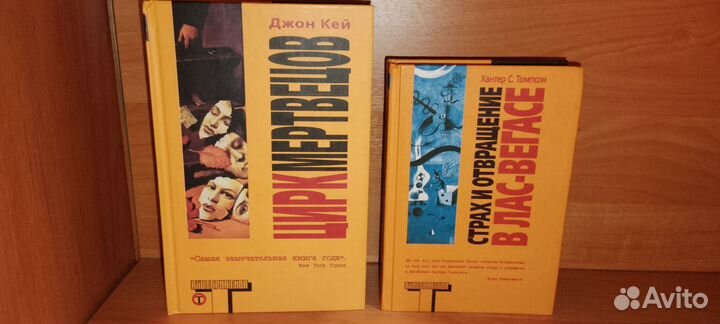 Джон Кей
ЦИРК МЕРТВЕЦОВ
«Самая замечательная книга года».
New York Times
АЛЬТЕРНАТИВА
Т
Хантер С. Томпсон
СТРАХ И ОТВРАЩЕНИЕ
В ЛАС-ВЕГАСЕ
АЛЬТЕРНАТИВА
Avito